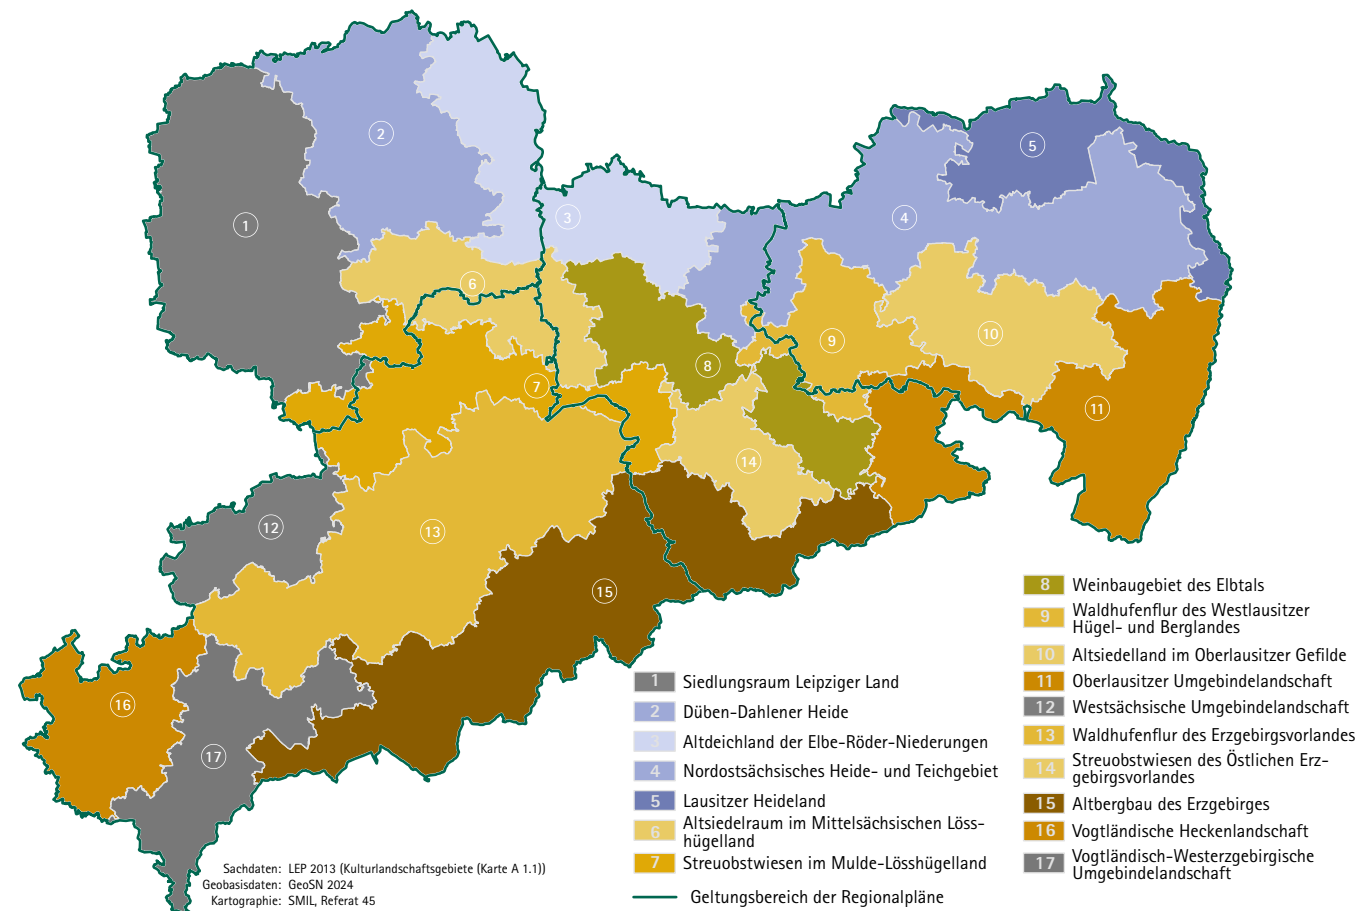 1
2
3
4
5
6
7
8
9
10
11
12
13
14
15
16
17
1 Siedlungsraum Leipziger Land
2 Düben-Dahlener Heide
3 Altdeichland der Elbe-Röder-Niederungen
4 Nordostsächsisches Heide- und Teichgebiet
5 Lausitzer Heideland
6 Altsiedelraum im Mittelsächsischen Löss-
hügelland
7 Streuobstwiesen im Mulde-Lösshügelland
Geltungsbereich der Regionalpläne
8 Weinbaugebiet des Elbtals
9 Waldhufenflur des Westlausitzer
Hügel- und Berglandes
10 Altsiedelland im Oberlausitzer Gefilde
11 Oberlausitzer Umgebindelandschaft
12 Westsächsische Umgebindelandschaft
13 Waldhufenflur des Erzgebirgsvorlandes
14 Streuobstwiesen des Östlichen Erz-
gebirgsvorlandes
15 Altbergbau des Erzgebirges
16 Vogtländische Heckenlandschaft
17 Vogtländisch-Westerzgebirgische
Umgebindelandschaft
Sachdaten: LEP 2013 (Kulturlandschaftsgebiete (Karte A 1.1))
Geobasisdaten: GeoSN 2024
Kartographie: SMIL, Referat 45